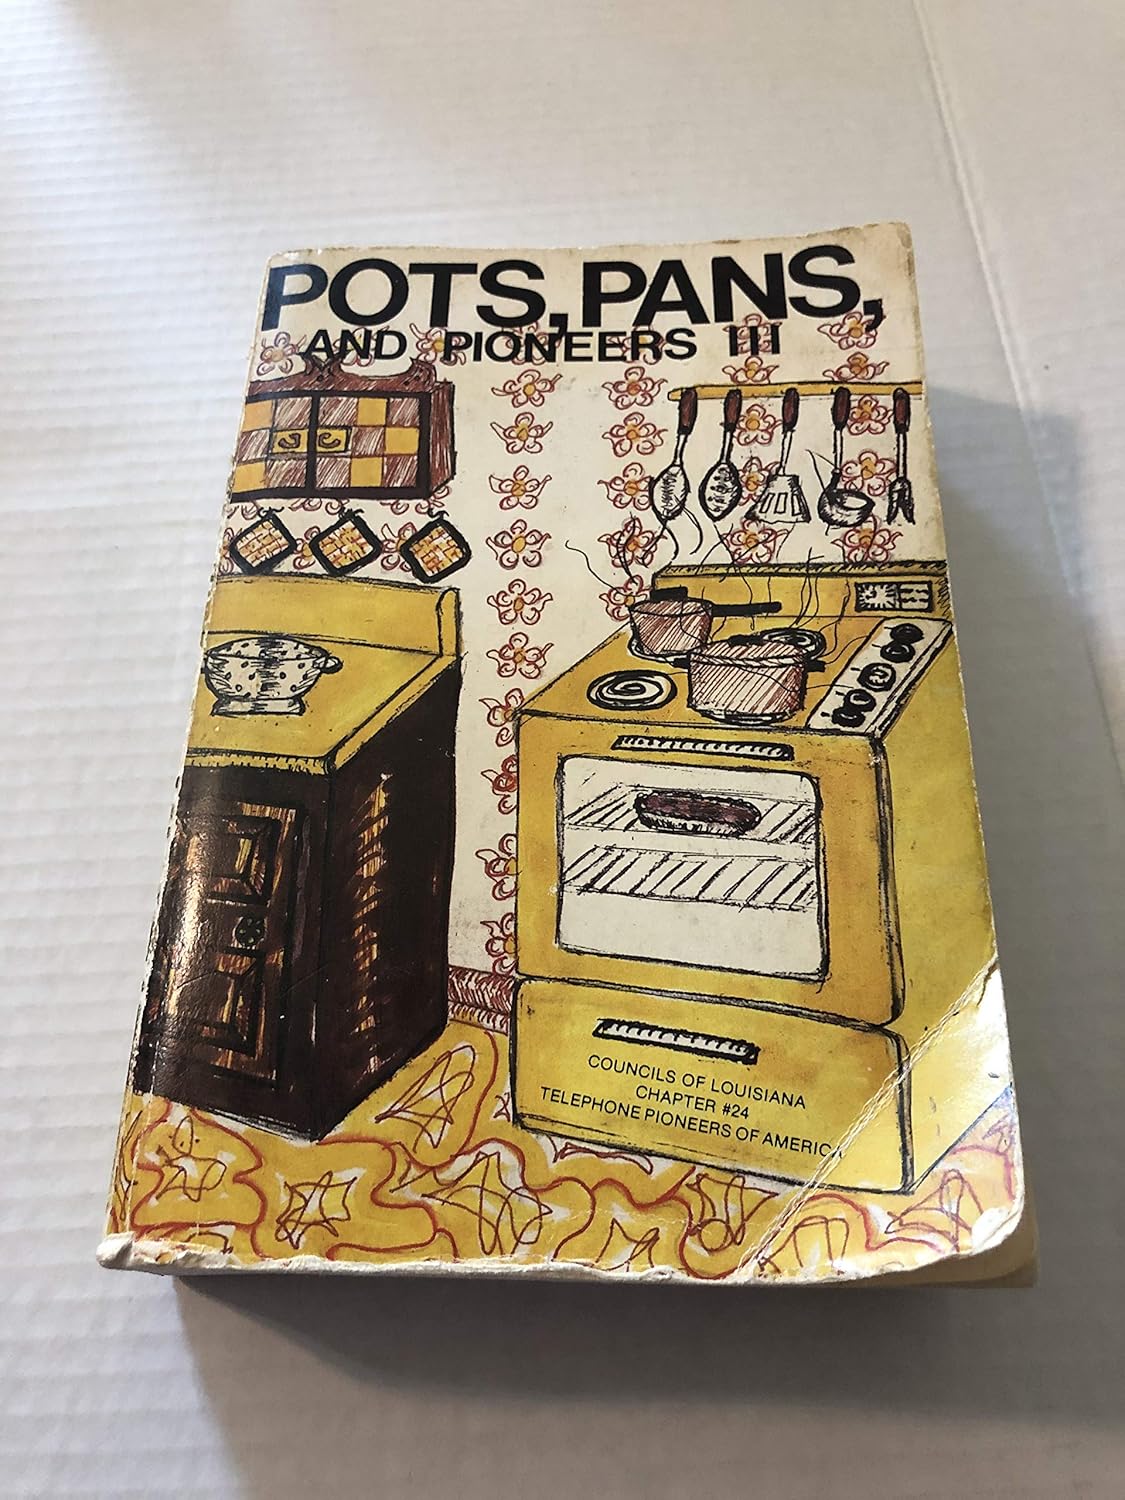 POTS, PANS,
AND PIONEERS III
COUNCILS OF LOUISIANA
CHAPTER #24
TELEPHONE PIONEERS OF AMERICA